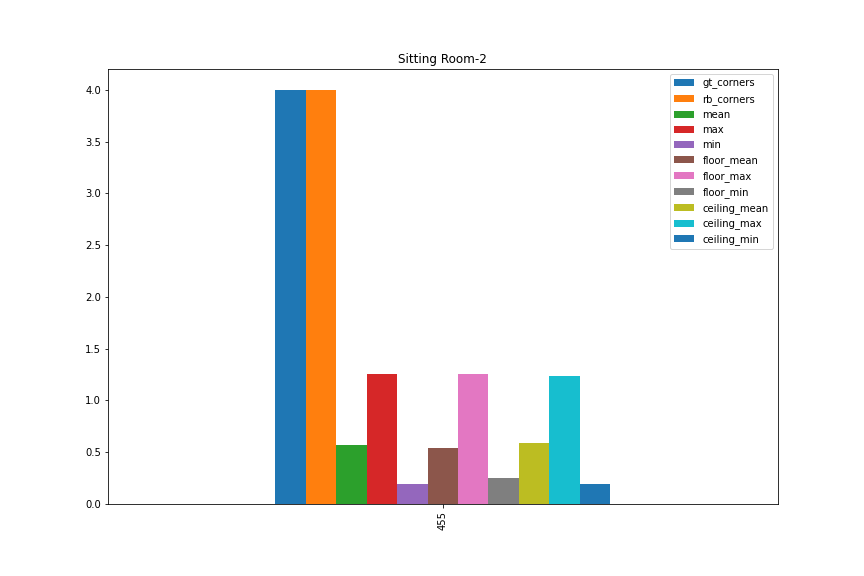 Sitting Room-2
4.0
3.5
3.0
2.5
2.0
1.5
1.0
0.5
0.0
455
gt_corners
rb_corners
mean
max
min
floor_mean
floor_max
floor_min
ceiling_mean
ceiling_max
ceiling_min